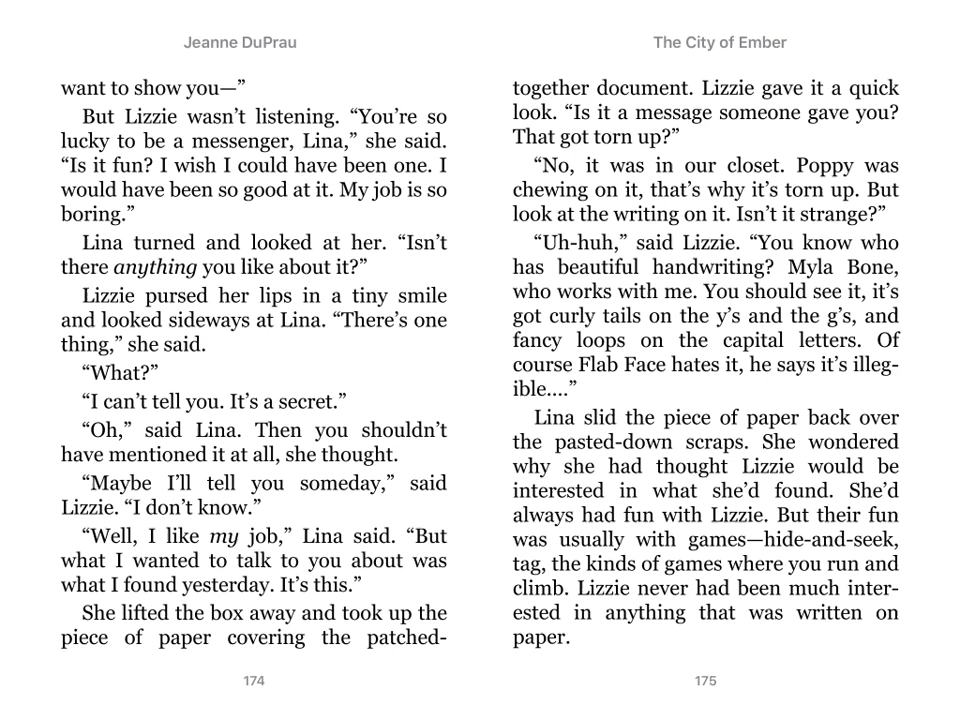 Jeanne DuPrau
want to show you—”
But Lizzie wasn’t listening. “You’re so
lucky to be a messenger, Lina,” she said.
“Is it fun? I wish I could have been one. I
would have been so good at it. My job is so
boring.”
Lina turned and looked at her. “Isn’t
there anything you like about it?”
Lizzie pursed her lips in a tiny smile
and looked sideways at Lina. “There’s one
thing,” she said.
“What?”
“I can’t tell you. It’s a secret.”
“Oh,” said Lina. Then you shouldn’t
have mentioned it at all, she thought.
“Maybe I’ll tell you someday,” said
Lizzie. “I don’t know.”
“Well, I like my job,” Lina said. “But
what I wanted to talk to you about was
what I found yesterday. It’s this.”
She lifted the box away and took up the
piece of paper covering the patched-
174
The City of Ember
together document. Lizzie gave it a quick
look. “Is it a message someone gave you?
That got torn up?”
“No, it was in our closet. Poppy was
chewing on it, that’s why it’s torn up. But
look at the writing on it. Isn’t it strange?”
“Uh-huh,” said Lizzie. “You know who
has beautiful handwriting? Myla Bone,
who works with me. You should see it, it’s
got curly tails on the y’s and the g’s, and
fancy loops on the capital letters. Of
course Flab Face hates it, he says it’s illeg-
ible....”
Lina slid the piece of paper back over
the pasted-down scraps. She wondered
why she had thought Lizzie would be
interested in what she’d found. She’d
always had fun with Lizzie. But their fun
was usually with games—hide-and-seek,
tag, the kinds of games where you run and
climb. Lizzie never had been much inter-
ested in anything that was written on
paper.
175